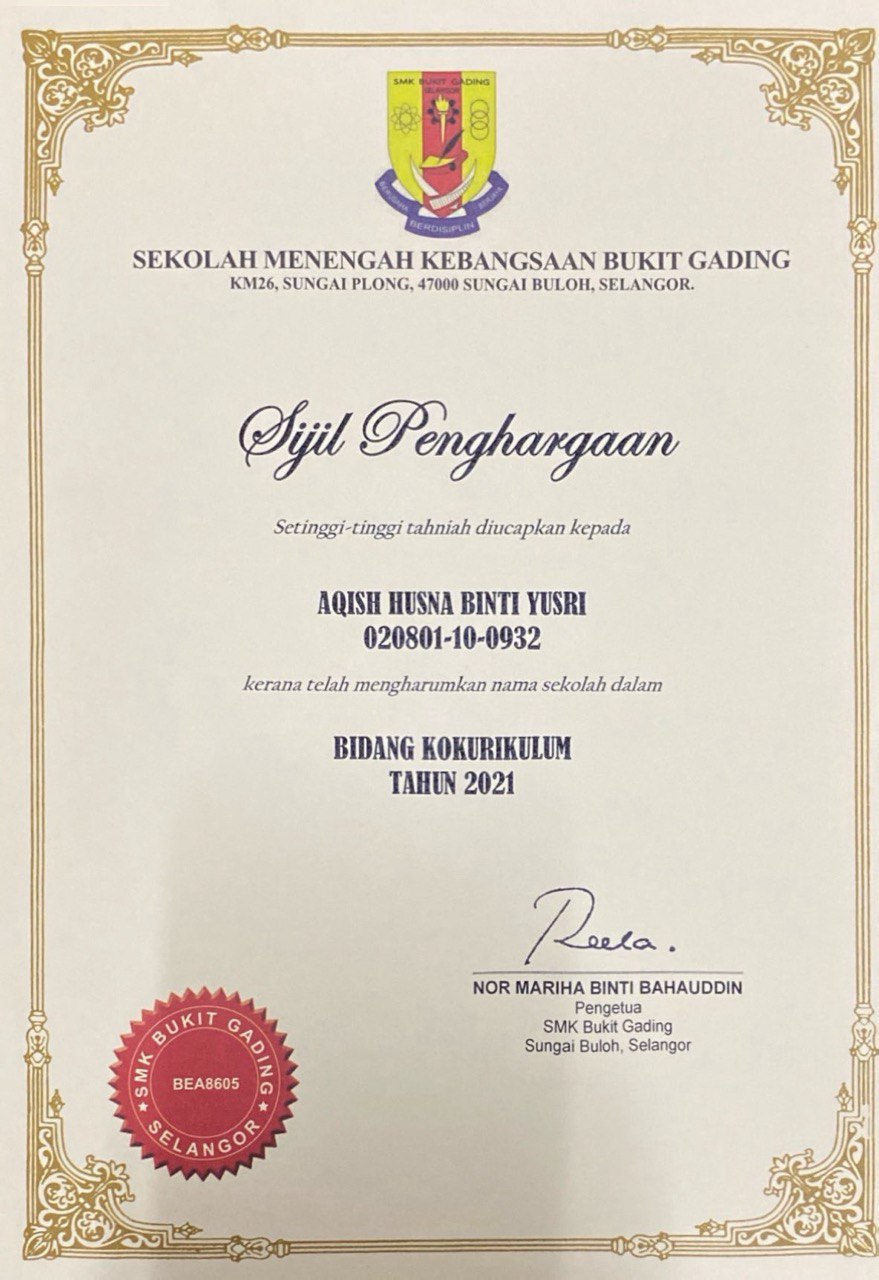 SMK BUKIT GADING
SELANGOR
BERDISIPLIN
SEKOLAH MENENGAH KEBANGSAAN BUKIT GADING
KM26, SUNGAI PLONG, 47000 SUNGAI BULOH, SELANGOR.
Sijil Penghargaan
Setinggi-tinggi tahniah diucapkan kepada
AQISH HUSNA BINTI YUSRI
020801-10-0932
kerana telah mengharumkan nama sekolah dalam
BIDANG KOKURIKULUM
TAHUN 2021
NOR MARIHA BINTI BAHAUDDIN
Pengetua
SMK Bukit Gading
Sungai Buloh, Selangor
SMK BUKIT GADING
BEA8605
SELANGOR